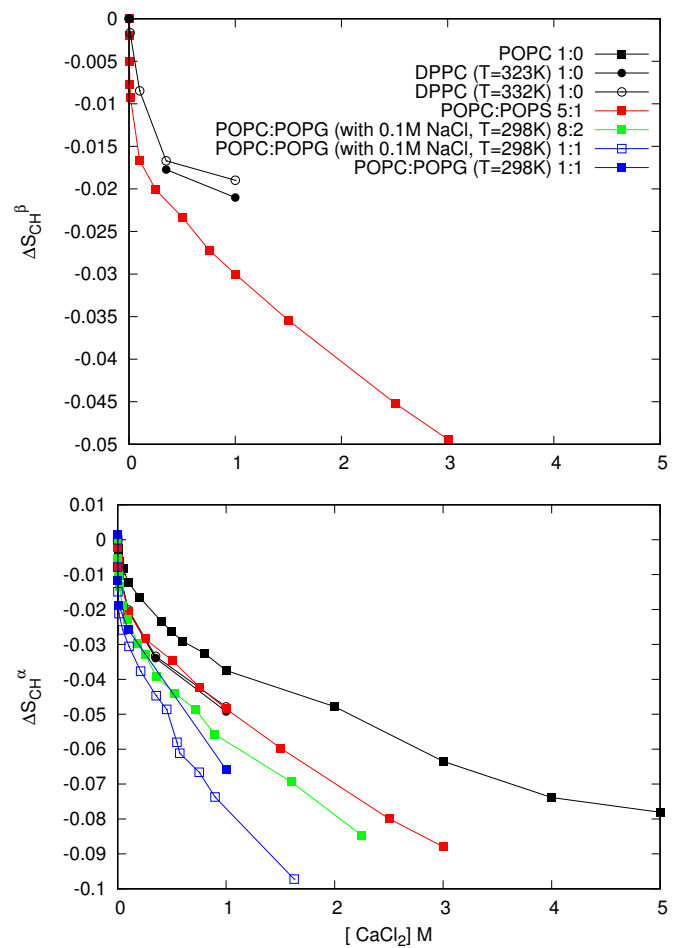 0
-0.005
-0.01
-0.015
-0.02
-0.025
-0.03
-0.035
-0.04
-0.045
-0.05
ΔS_CH^β
POPC 1:0
DPPC (T=323K) 1:0
DPPC (T=332K) 1:0
POPC:POPS 5:1
POPC:POPG (with 0.1M NaCl, T=298K) 8:2
POPC:POPG (with 0.1M NaCl, T=298K) 1:1
POPC:POPG (T=298K) 1:1
0 1 2 3 4 5
0.01
0
-0.01
-0.02
-0.03
-0.04
-0.05
-0.06
-0.07
-0.08
-0.09
-0.1
ΔS_CH^α
0 1 2 3 4 5
[ CaCl₂] M